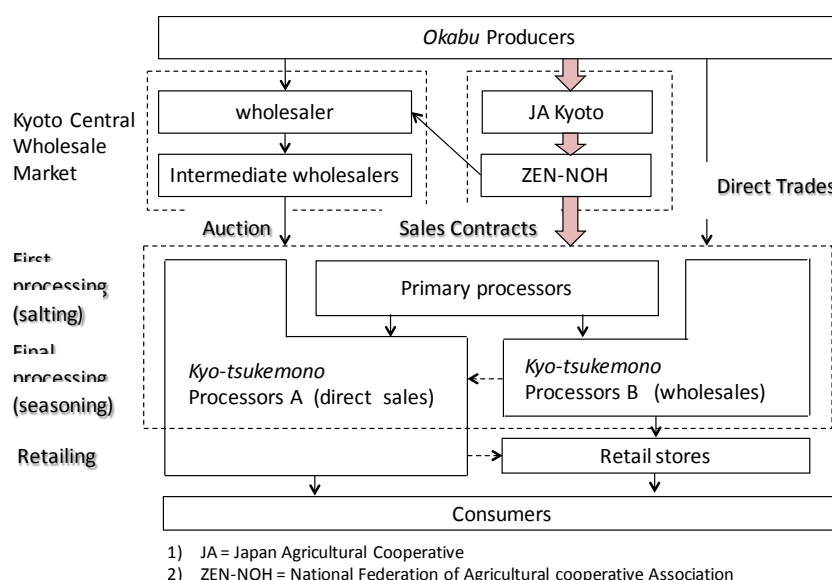 Okabu Producers
Kyoto Central
Wholesale
Market
wholesaler
JA Kyoto
Intermediate wholesalers
ZEN-NOH
Direct Trades
Auction
Sales Contracts
First
processing
(salting)
Primary processors
Final
processing
(seasoning)
Kyo-tsukemono
Processors A (direct sales)
Kyo-tsukemono
Processors B (wholesales)
Retailing
Retail stores
Consumers
1) JA = Japan Agricultural Cooperative
2) ZEN-NOH = National Federation of Agricultural cooperative Association